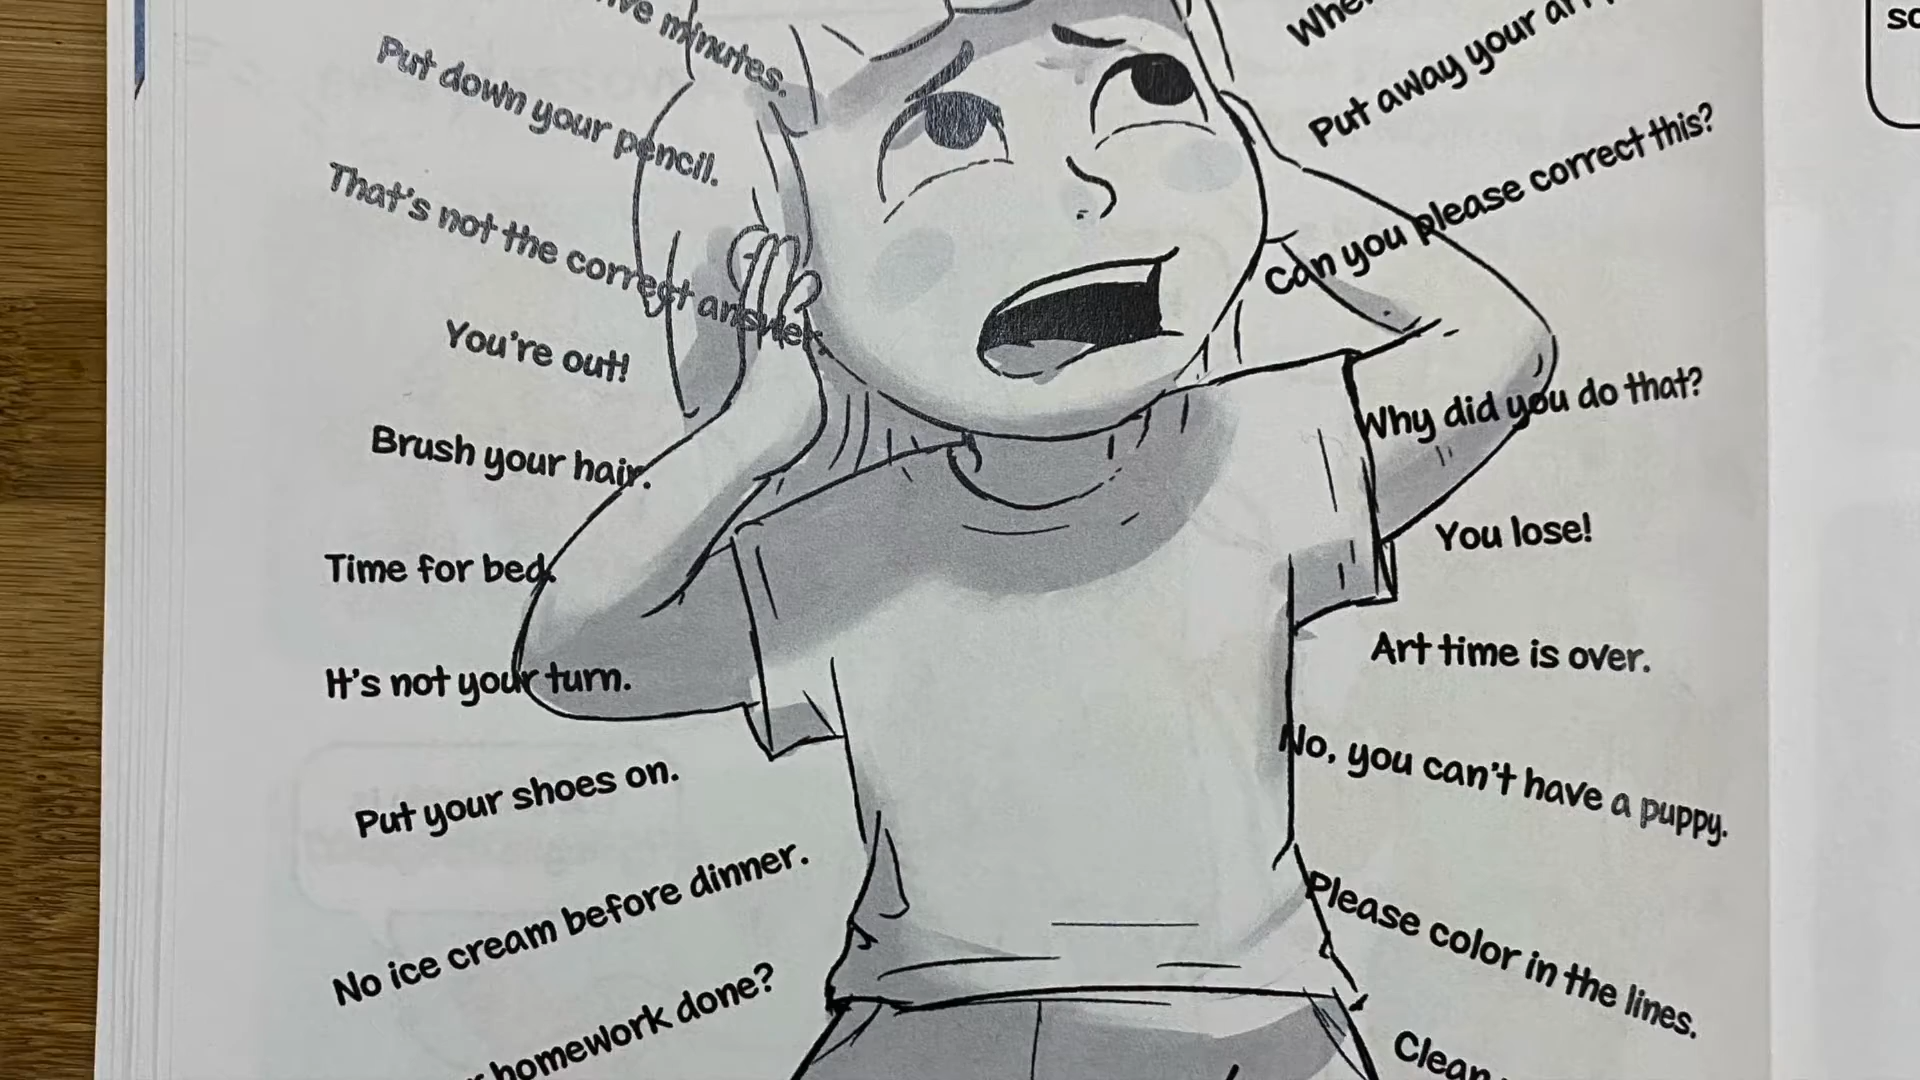 minutes.
Put down your pencil.
That's not the correct answer.
You're out!
Brush your hair.
Time for bed.
It's not your turn.
Put your shoes on.
No ice cream before dinner.
homework done?
Put away your
Can you please correct this?
Why did you do that?
You lose!
Art time is over.
No, you can't have a puppy.
Please color in the lines.
Clean